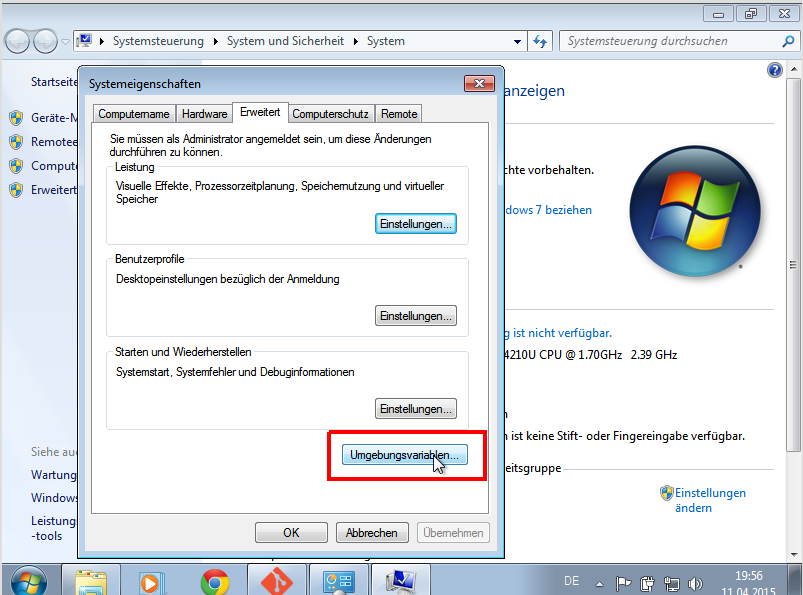 Systemsteuerung
System und Sicherheit
System
Systemsteuerung durchsuchen
Startseite
Geräte-M
Remotee
Compute
Erweitert
Siehe auc
Wartung
Windows
Leistung
-tools
Systemeigenschaften
Computername
Hardware
Erweitert
Computerschutz
Remote
Sie müssen als Administrator angemeldet sein, um diese Änderungen
durchführen zu können.
Leistung
Visuelle Effekte, Prozessorzeitplanung, Speichernutzung und virtueller
Speicher
Einstellungen...
Benutzerprofile
Desktopeinstellungen bezüglich der Anmeldung
Einstellungen...
Starten und Wiederherstellen
Systemstart, Systemfehler und Debuginformationen
Einstellungen...
Umgebungsvariablen...
OK
Abbrechen
Übernehmen
anzeigen
chte vorbehalten.
dows 7 beziehen
g ist nicht verfügbar.
4210U CPU @ 1.70GHz 2.39 GHz
n ist keine Stift- oder Fingereingabe verfügbar.
eitsgruppe
Einstellungen
ändern
DE
19:56
11.04.2015